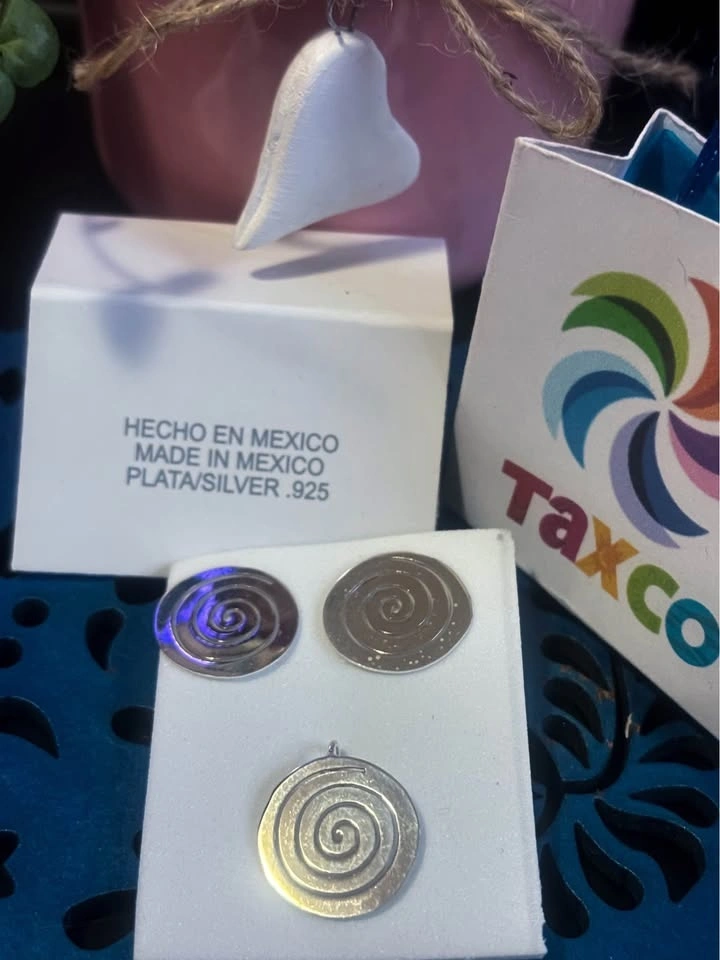 HECHO EN MEXICO
MADE IN MEXICO
PLATA/SILVER .925
Taxco